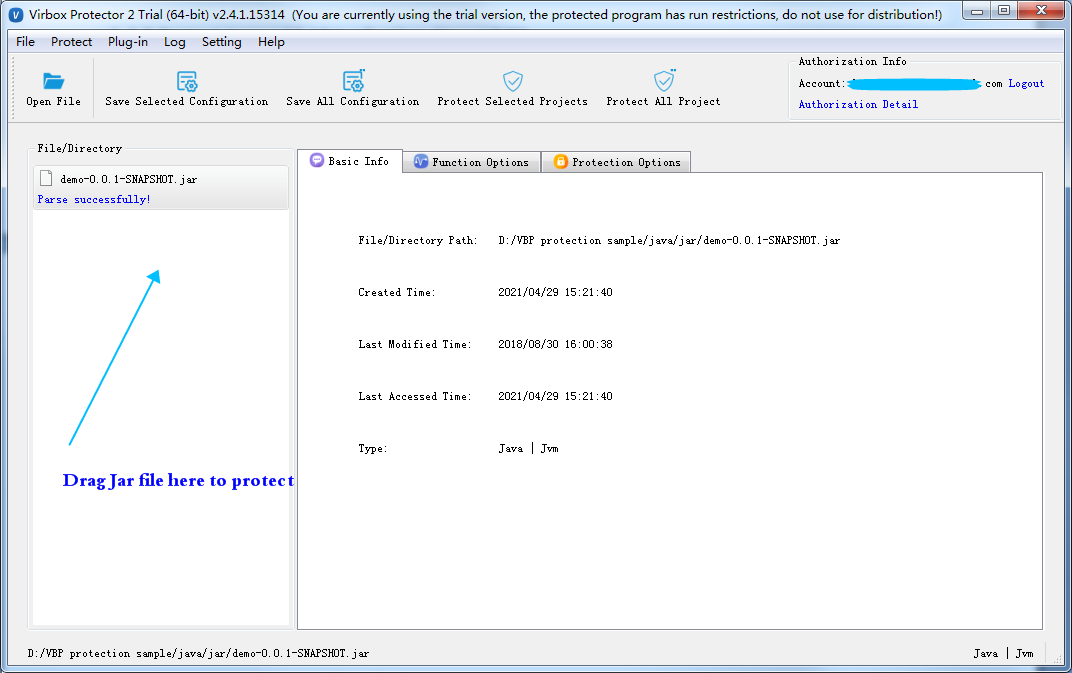 Virbox Protector 2 Trial (64-bit) v2.4.1.15314 (You are currently using the trial version, the protected program has run restrictions, do not use for distribution!)
File Protect Plug-in Log Setting Help
Open File Save Selected Configuration Save All Configuration Protect Selected Projects Protect All Project
Authorization Info
Account: com Logout
Authorization Detail
File/Directory
demo-0.0.1-SNAPSHOT.jar
Parse successfully!
Drag Jar file here to protect
Basic Info Function Options Protection Options
File/Directory Path: D:/VBP protection sample/java/jar/demo-0.0.1-SNAPSHOT.jar
Created Time: 2021/04/29 15:21:40
Last Modified Time: 2018/08/30 16:00:38
Last Accessed Time: 2021/04/29 15:21:40
Type: Java | Jvm
D:/VBP protection sample/java/jar/demo-0.0.1-SNAPSHOT.jar Java | Jvm